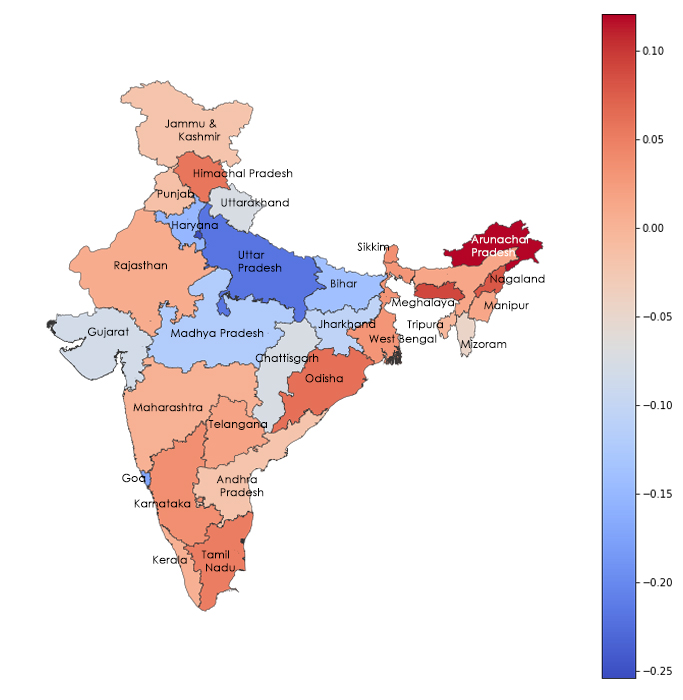 0.10
Jammu &
Kashmir
0.05
Himachal Pradesh
Punjab
Uttarakhand
Haryana
0.00
Arunachar
Pradesh
Sikkim
Uttar
Pradesh
Rajasthan
Nagaland
Bihar
Meghalaya
Manipur
−0.05
Jharkhand
Tripura
Gujarat
Madhya Pradesh
West Bengal
Mizoram
Chattisgarh
Odisha
−0.10
Maharashtra
Telangana
Goa
Andhra
Pradesh
−0.15
Karnataka
Kerala
Tamil
Nadu
−0.20
−0.25